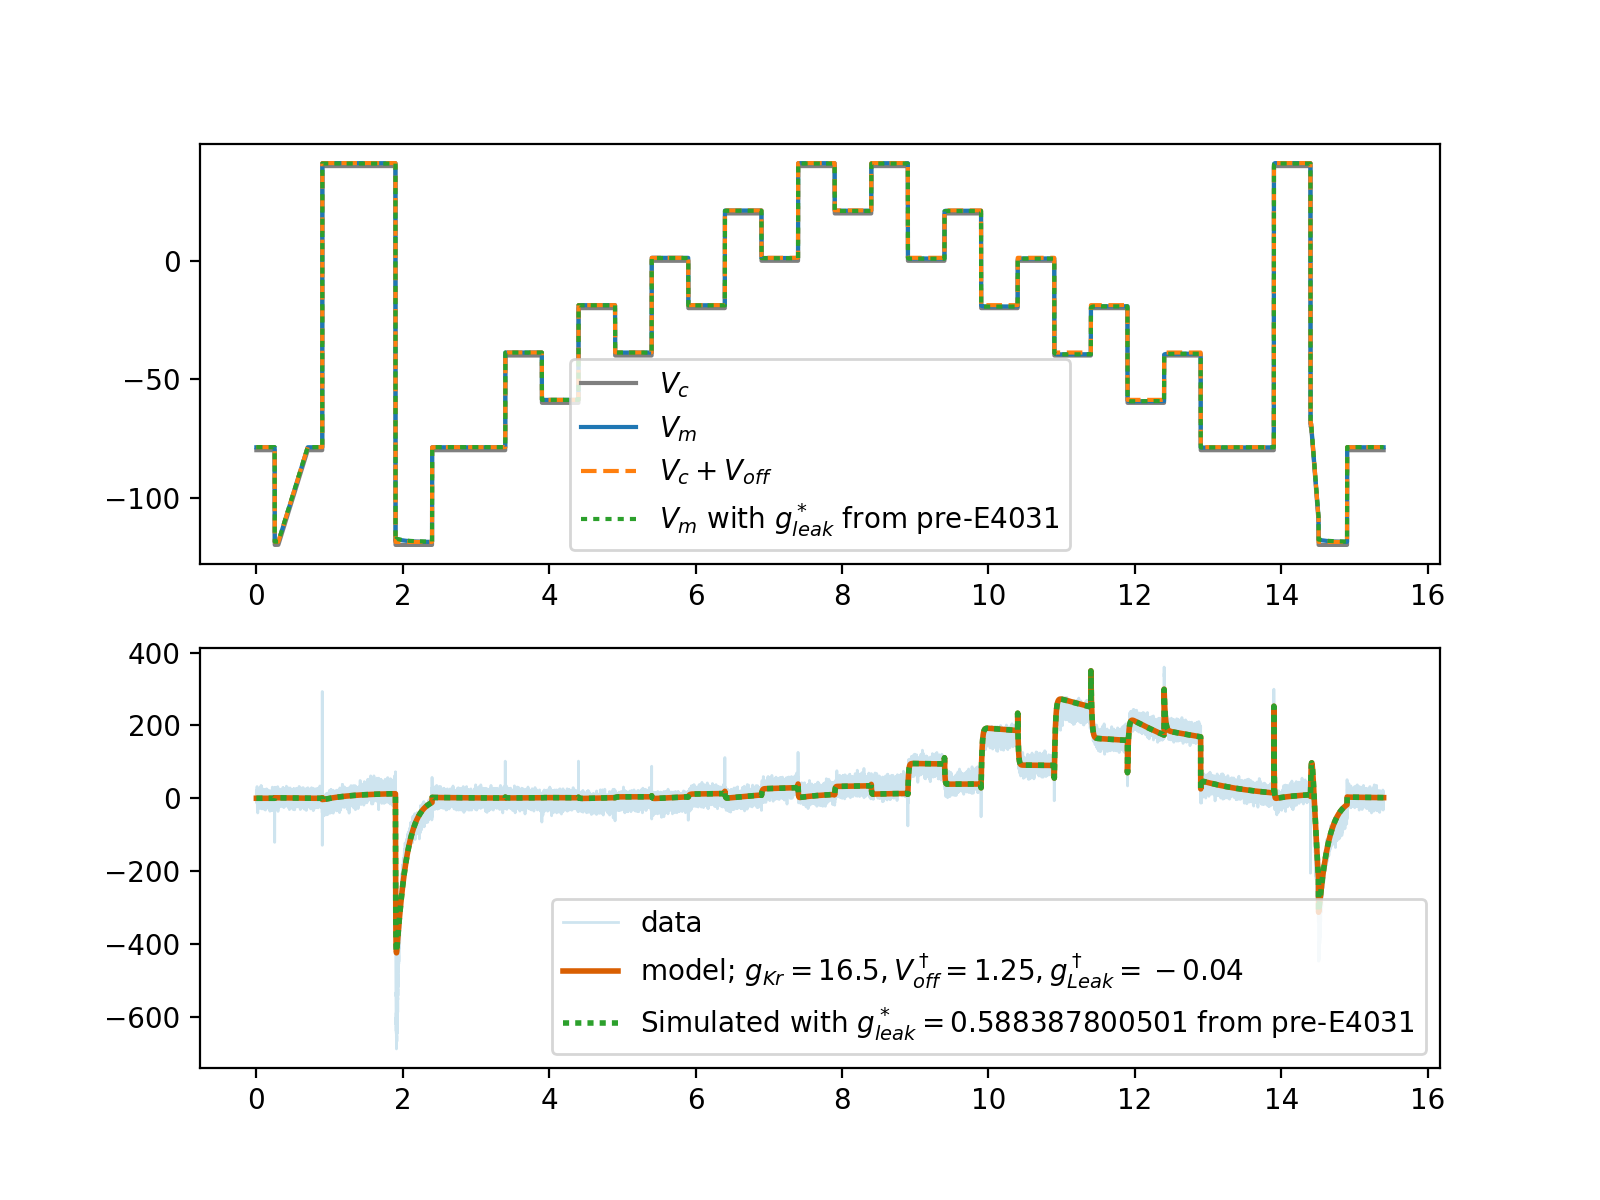 0
−50
−100
V_c
V_m
V_c + V_off
V_m with g*_leak from pre-E4031
0 2 4 6 8 10 12 14 16
400
200
0
−200
−400
−600
data
model; g_Kr = 16.5, V†_off = 1.25, g†_Leak = −0.04
Simulated with g*_leak = 0.588387800501 from pre-E4031
0 2 4 6 8 10 12 14 16